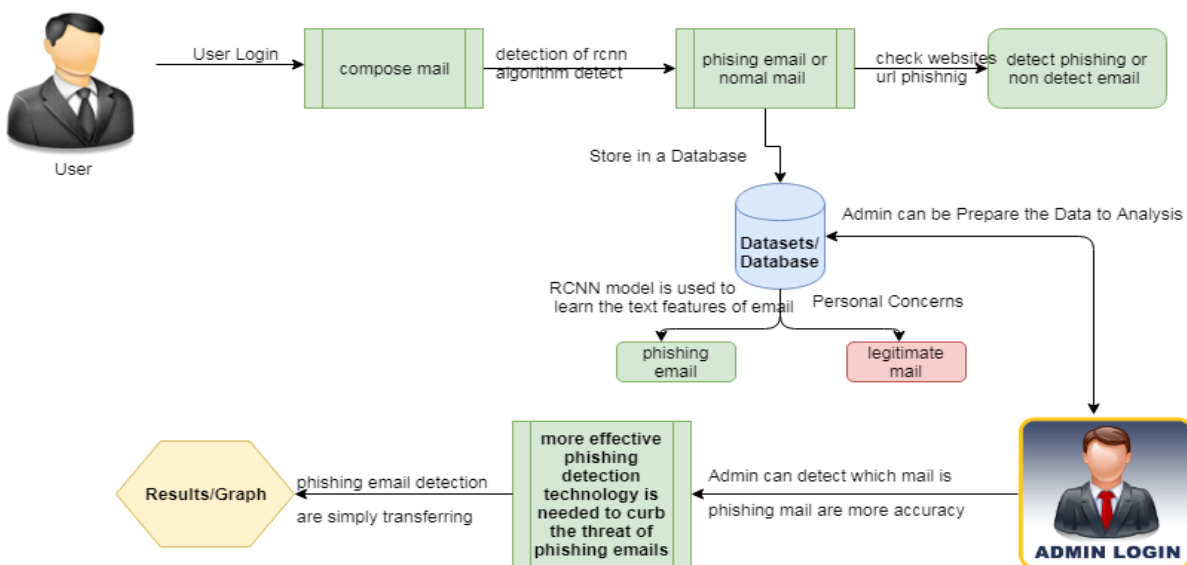 User Login
compose mail
detection of rcnn
algorithm detect
phising email or
nomal mail
check websites
url phishnig
detect phishing or
non detect email
User
Store in a Database
Admin can be Prepare the Data to Analysis
Datasets/
Database
RCNN model is used to
learn the text features of email
Personal Concerns
phishing
email
legitimate
mail
more effective
phishing
detection
technology is
needed to curb
the threat of
phishing emails
Admin can detect which mail is
phishing mail are more accuracy
phishing email detection
are simply transferring
Results/Graph
ADMIN LOGIN